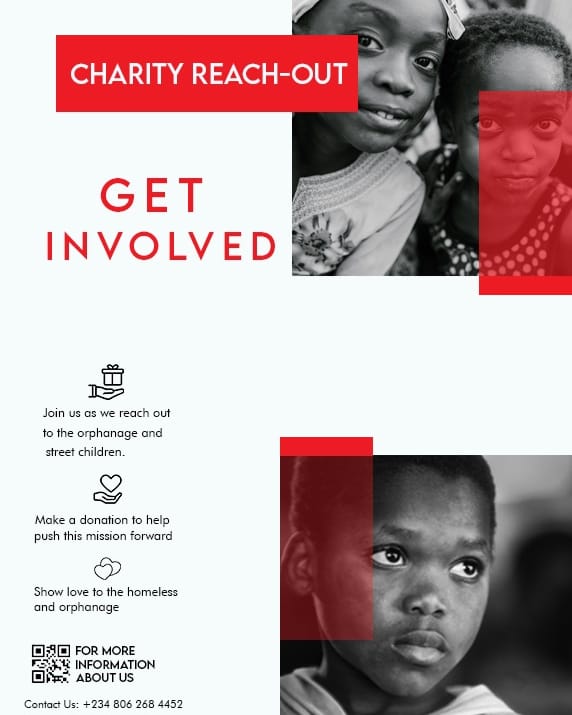 CHARITY REACH-OUT
GET
INVOLVED
Join us as we reach out
to the orphanage and
street children.
Make a donation to help
push this mission forward
Show love to the homeless
and orphanage
FOR MORE
INFORMATION
ABOUT US
Contact Us: +234 806 268 4452